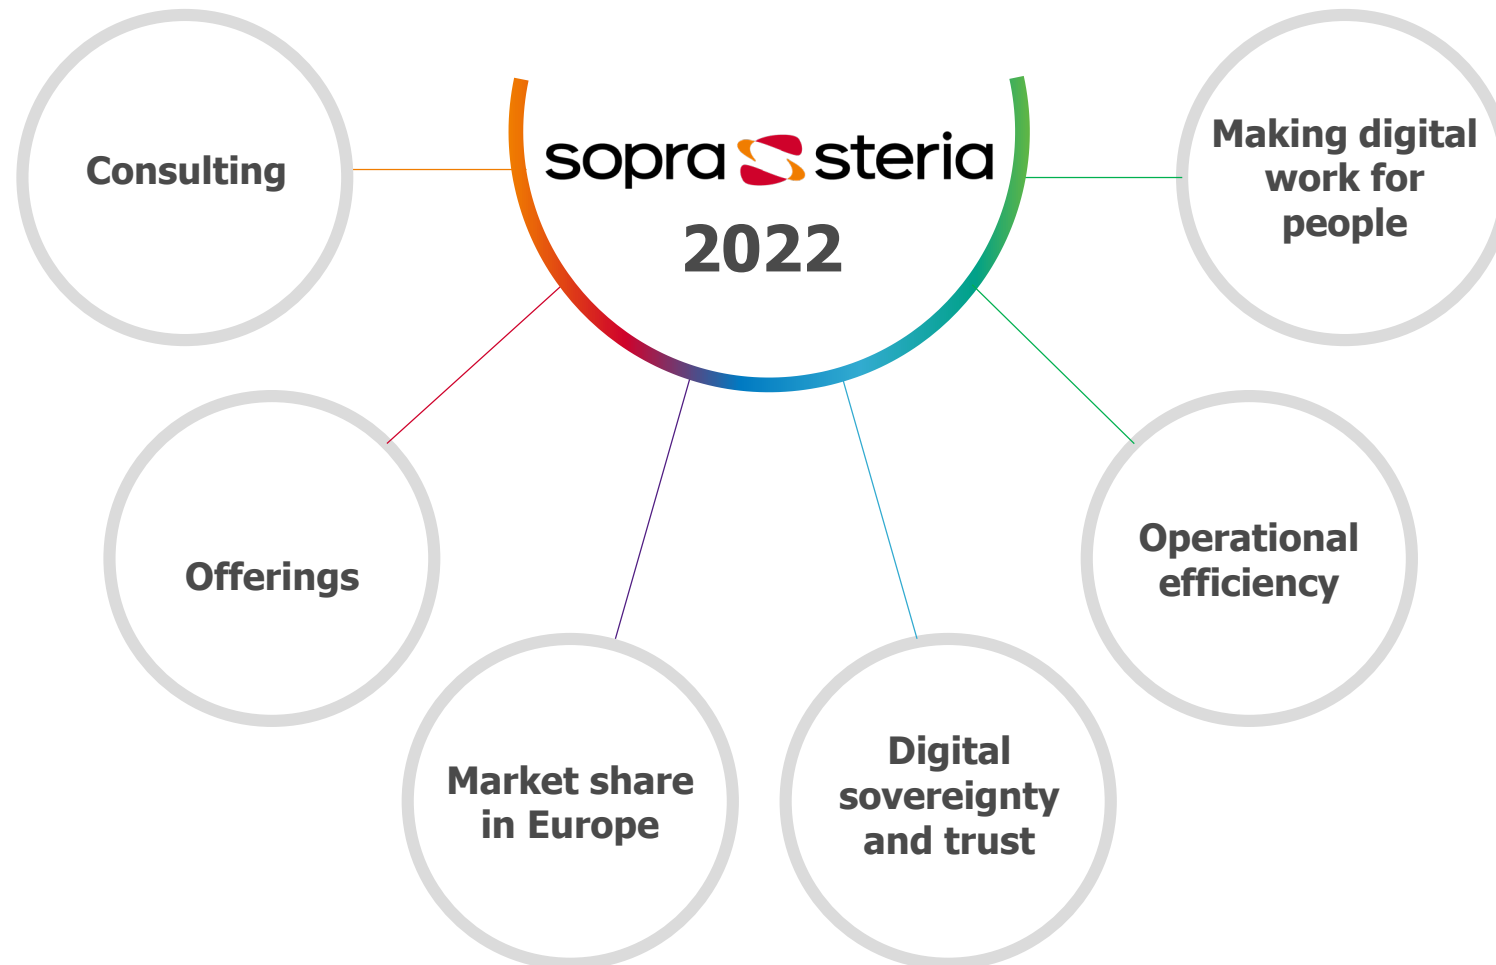 sopra steria
2022
Consulting
Offerings
Market share
in Europe
Digital
sovereignty
and trust
Operational
efficiency
Making digital
work for
people